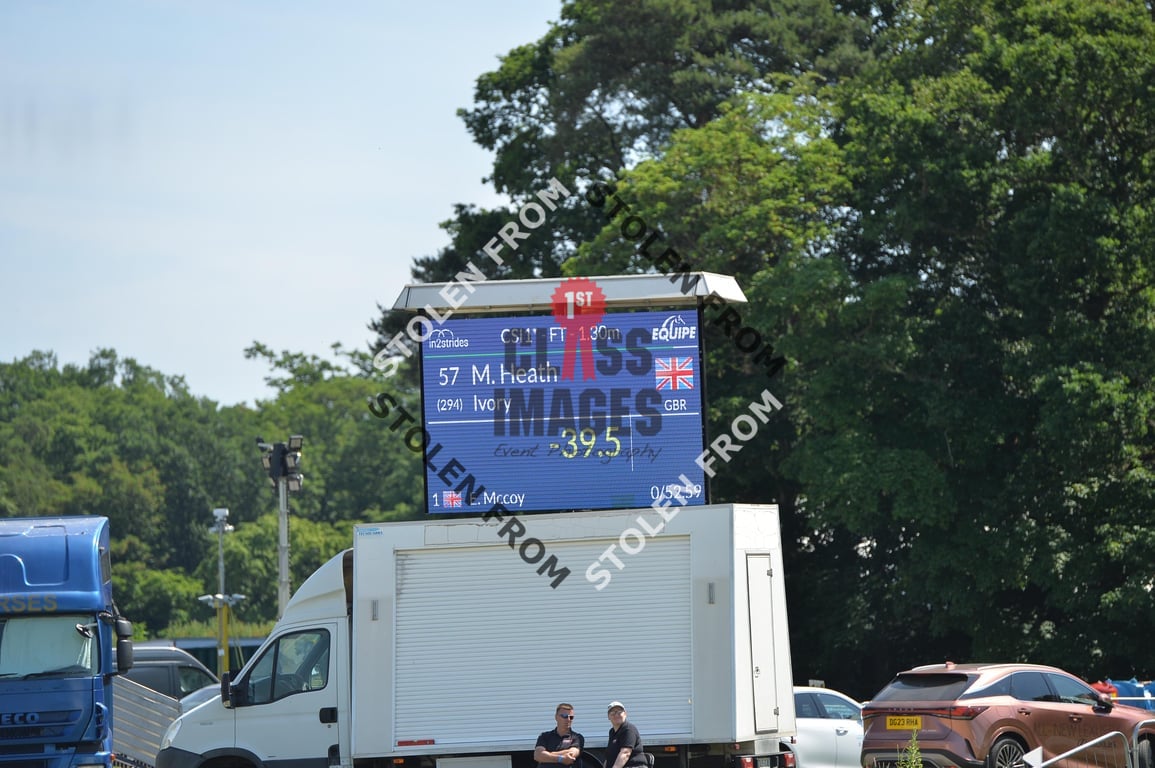 STOLEN FROM
STOLEN FROM
1ST
in2strides
CSI1* FT - 1.30m
EQUIPE
CLASS
57 M. Heath
(294) Ivory
GBR
IMAGES
-39.5
Event Photography
1 E. Mccoy
0/52.59
STOLEN FROM
STOLEN FROM
IVECO
DG23 RHA